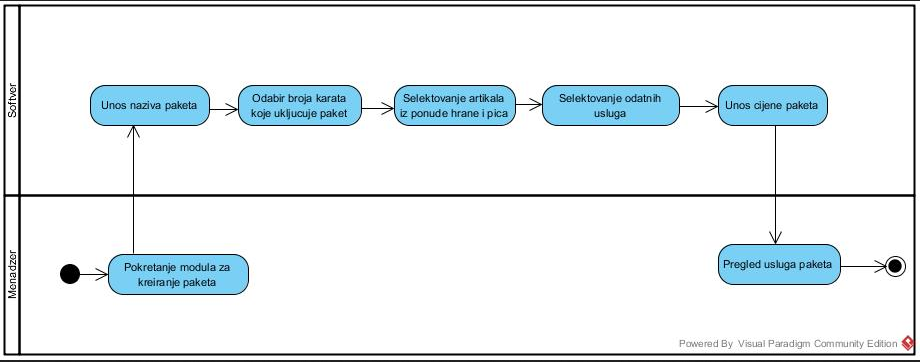 Softver
Unos naziva paketa
Odabir broja karata
koje ukljucuje paket
Selektovanje artikala
iz ponude hrane i pica
Selektovanje odatnih
usluga
Unos cijene paketa
Menadzer
Pokretanje modula za
kreiranje paketa
Pregled usluga paketa
Powered By Visual Paradigm Community Edition